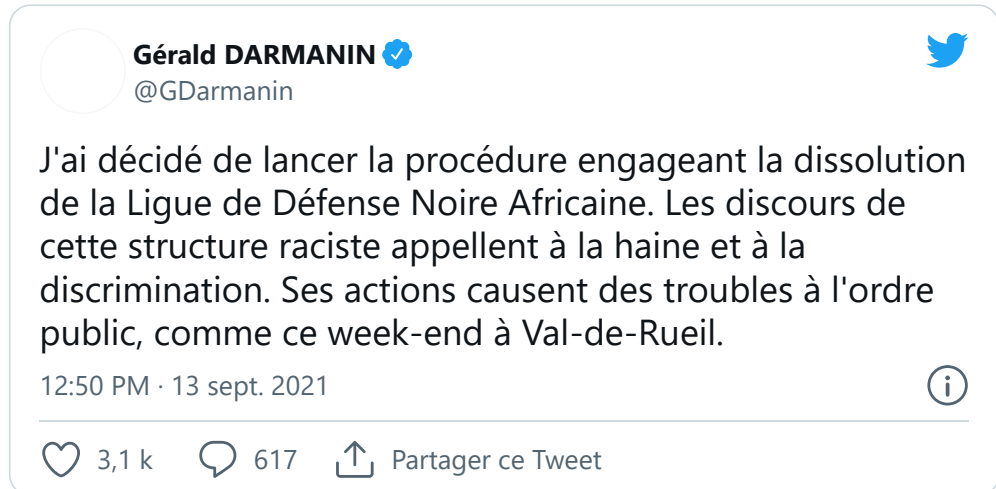 Gérald DARMANIN
@GDarmanin
J'ai décidé de lancer la procédure engageant la dissolution
de la Ligue de Défense Noire Africaine. Les discours de
cette structure raciste appellent à la haine et à la
discrimination. Ses actions causent des troubles à l'ordre
public, comme ce week-end à Val-de-Rueil.
12:50 PM · 13 sept. 2021
3,1 k 617 Partager ce Tweet